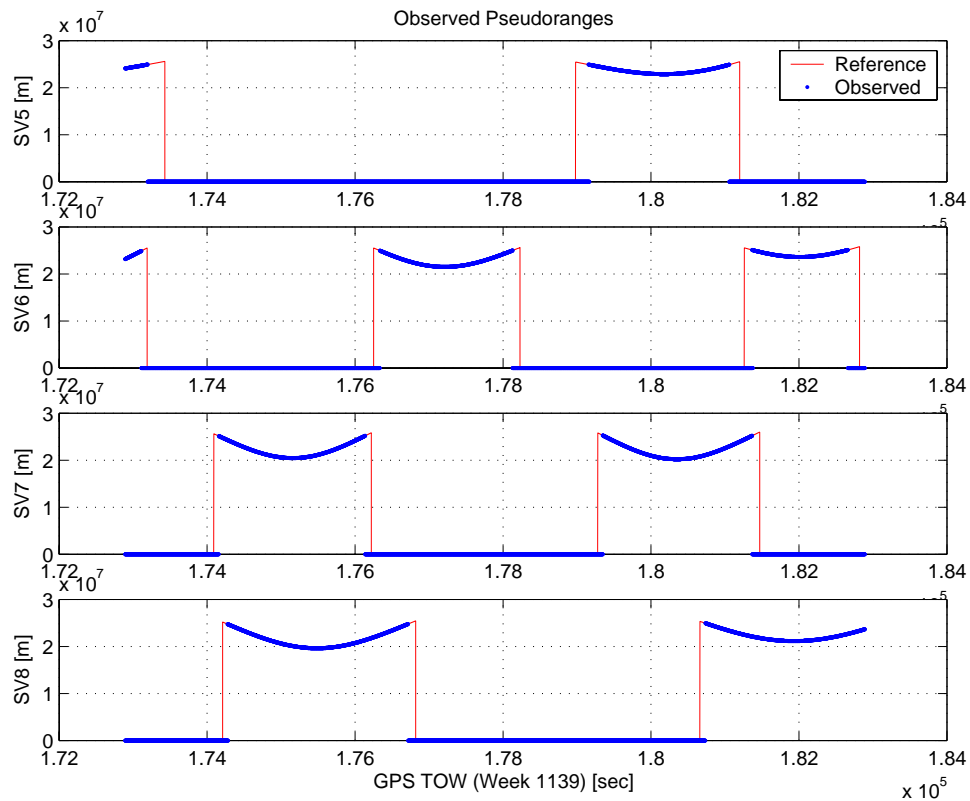 Observed Pseudoranges
x 10^7
3
2
1
0
SV5 [m]
Reference
Observed
1.72 1.74 1.76 1.78 1.8 1.82 1.84
x 10^7
3
2
1
0
SV6 [m]
1.72 1.74 1.76 1.78 1.8 1.82 1.84
x 10^7
3
2
1
0
SV7 [m]
1.72 1.74 1.76 1.78 1.8 1.82 1.84
x 10^7
3
2
1
0
SV8 [m]
1.72 1.74 1.76 1.78 1.8 1.82 1.84
GPS TOW (Week 1139) [sec]
x 10^5